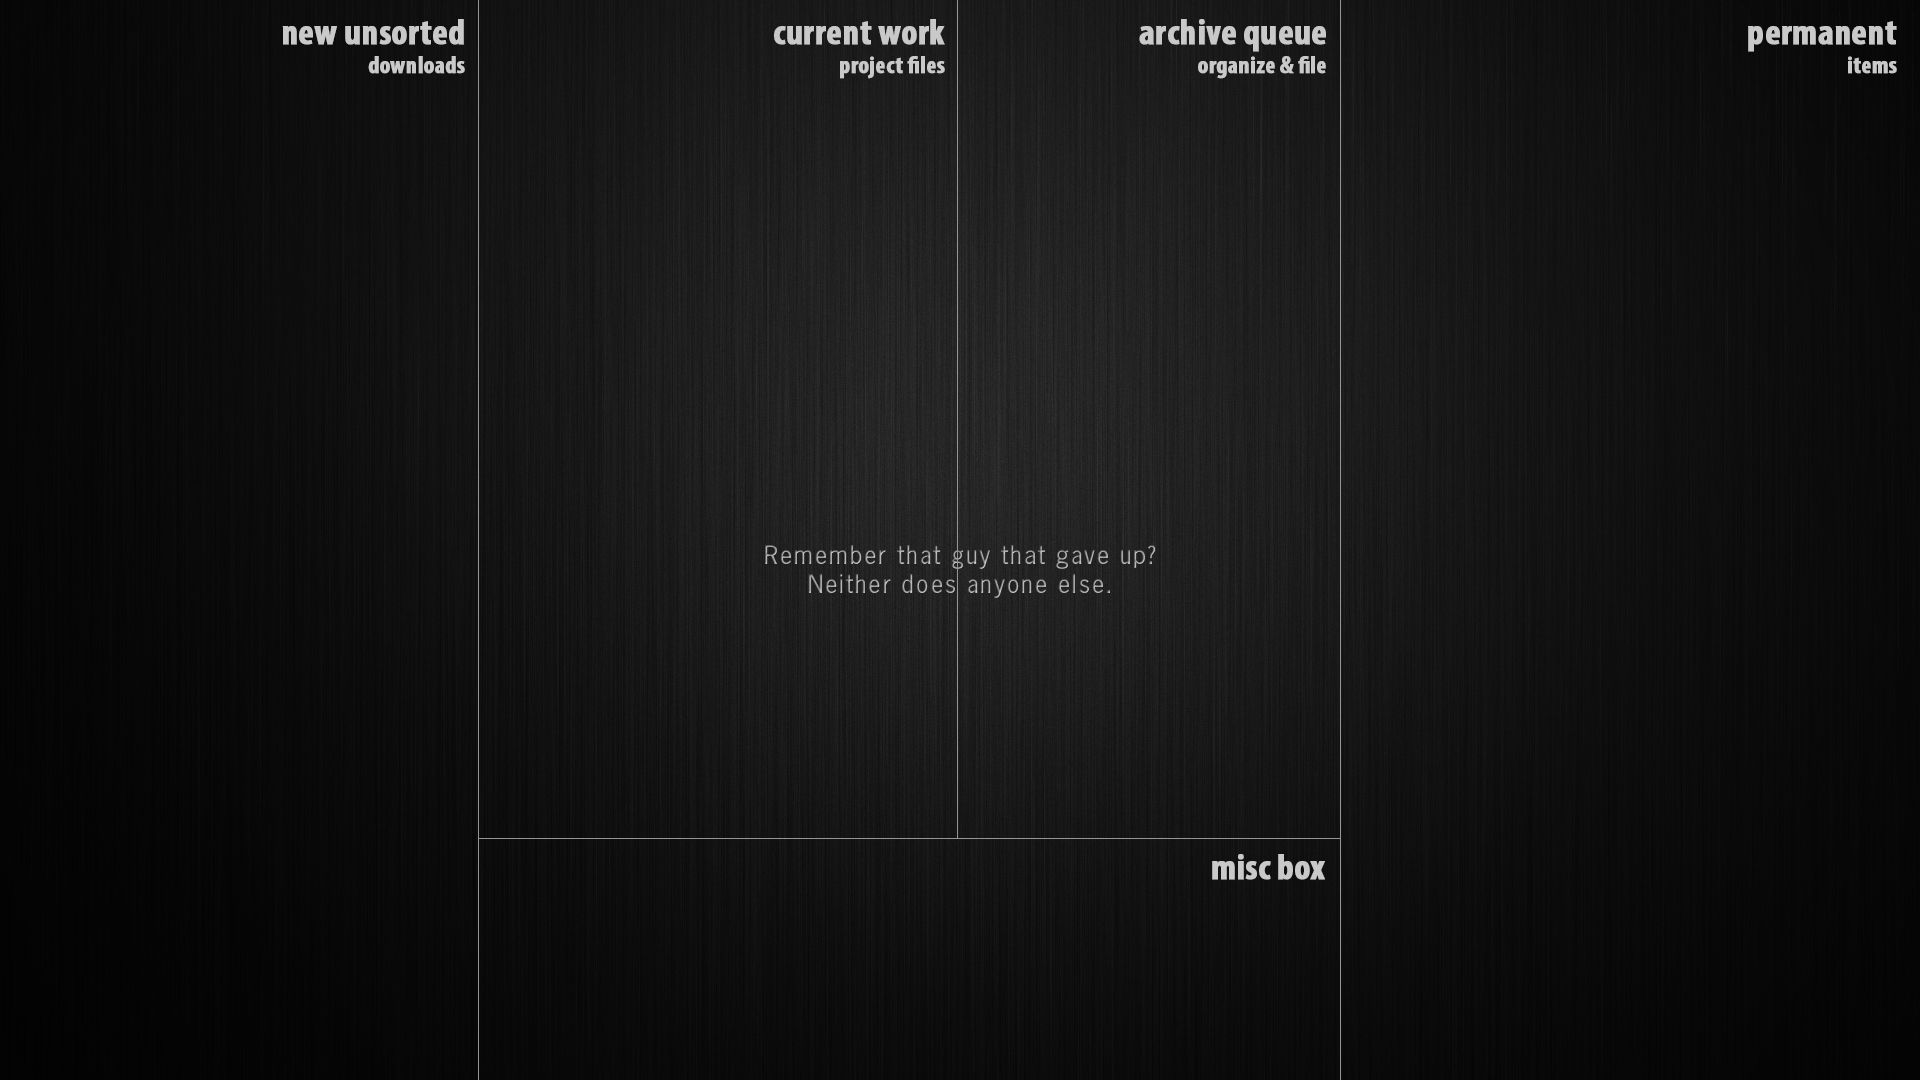 new unsorted
downloads
current work
project files
archive queue
organize & file
permanent
items
Remember that guy that gave up?
Neither does anyone else.
misc box